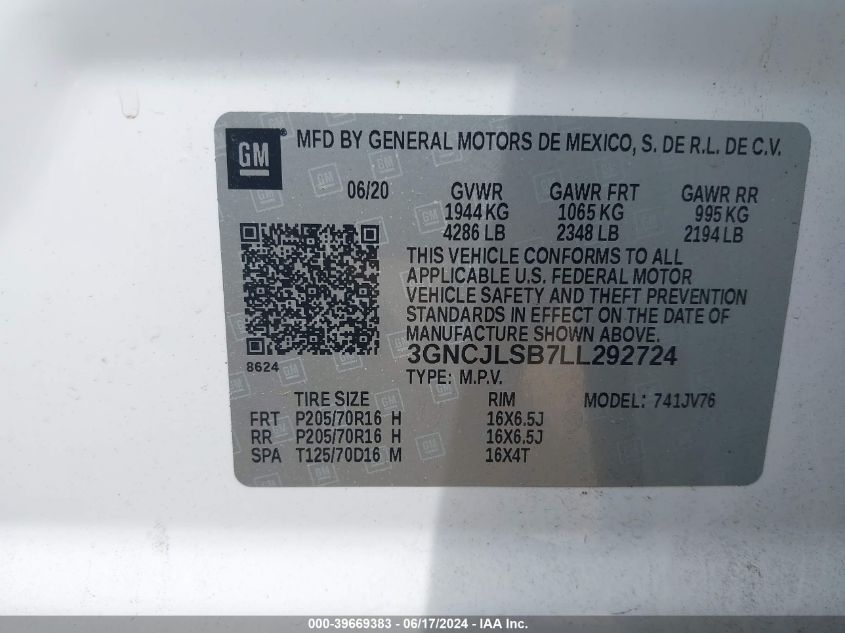 GM® MFD BY GENERAL MOTORS DE MEXICO, S. DE R.L. DE C.V.
06/20 GVWR GAWR FRT GAWR RR
1944 KG 1065 KG 995 KG
4286 LB 2348 LB 2194 LB
THIS VEHICLE CONFORMS TO ALL
APPLICABLE U.S. FEDERAL MOTOR
VEHICLE SAFETY AND THEFT PREVENTION
STANDARDS IN EFFECT ON THE DATE OF
MANUFACTURE SHOWN ABOVE.
3GNCJLSB7LL292724
8624
TYPE: M.P.V.
TIRE SIZE RIM MODEL: 741JV76
FRT P205/70R16 H 16X6.5J
RR P205/70R16 H 16X6.5J
SPA T125/70D16 M 16X4T
000-39669383 - 06/17/2024 - IAA Inc.